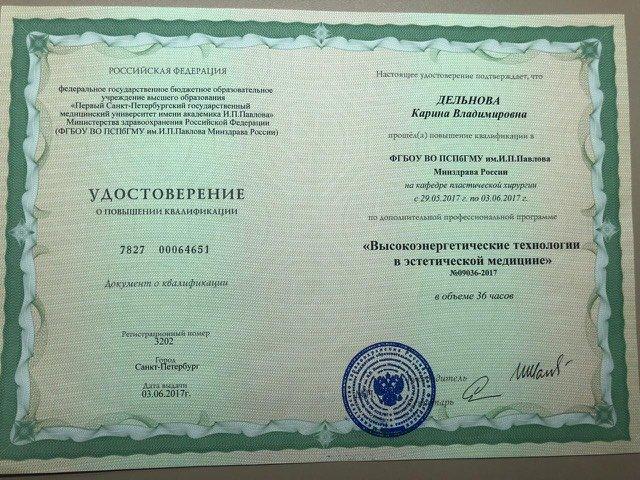 РОССИЙСКАЯ ФЕДЕРАЦИЯ
федеральное государственное бюджетное образовательное
учреждение высшего образования
«Первый Санкт-Петербургский государственный
медицинский университет имени академика И.П.Павлова»
Министерства здравоохранения Российской Федерации
(ФГБОУ ВО ПСПбГМУ им.И.П.Павлова Минздрава России)
УДОСТОВЕРЕНИЕ
О ПОВЫШЕНИИ КВАЛИФИКАЦИИ
7827 00064651
Документ о квалификации
Регистрационный номер
3202
Город
Санкт-Петербург
Дата выдачи
03.06.2017г.
Настоящее удостоверение подтверждает, что
ДЕЛЬНОВА
Карина Владимировна
прошёл(а) повышение квалификации в
ФГБОУ ВО ПСПбГМУ им.И.П.Павлова
Минздрава России
на кафедре пластической хирургии
с 29.05.2017 г. по 03.06.2017 г.
по дополнительной профессиональной программе
«Высокоэнергетические технологии
в эстетической медицине»
№09036-2017
в объеме 36 часов